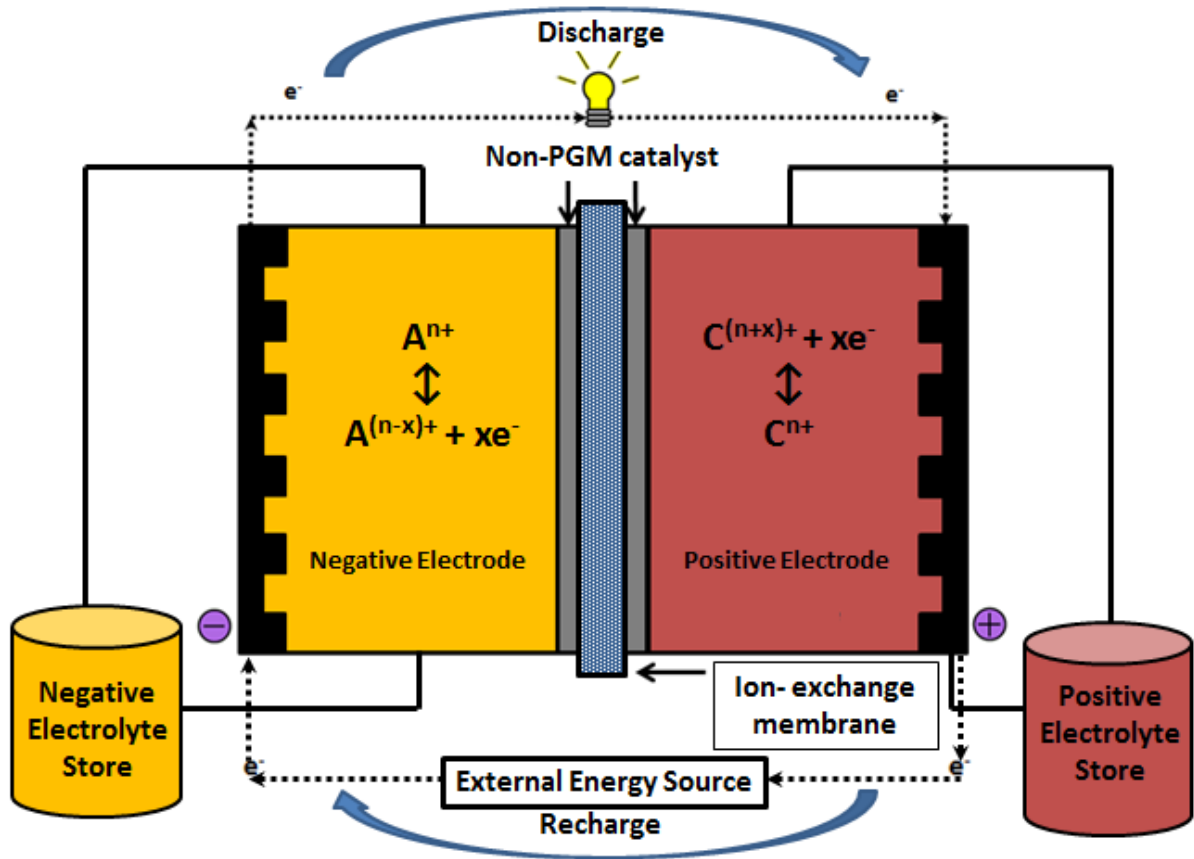 Discharge
e⁻
e⁻
Non-PGM catalyst
Aⁿ⁺
↕
A⁽ⁿ⁻ˣ⁾⁺ + xe⁻
C⁽ⁿ⁺ˣ⁾⁺ + xe⁻
↕
Cⁿ⁺
Negative Electrode
Positive Electrode
−
+
Negative
Electrolyte
Store
Ion- exchange
membrane
Positive
Electrolyte
Store
e⁻
External Energy Source
e⁻
Recharge